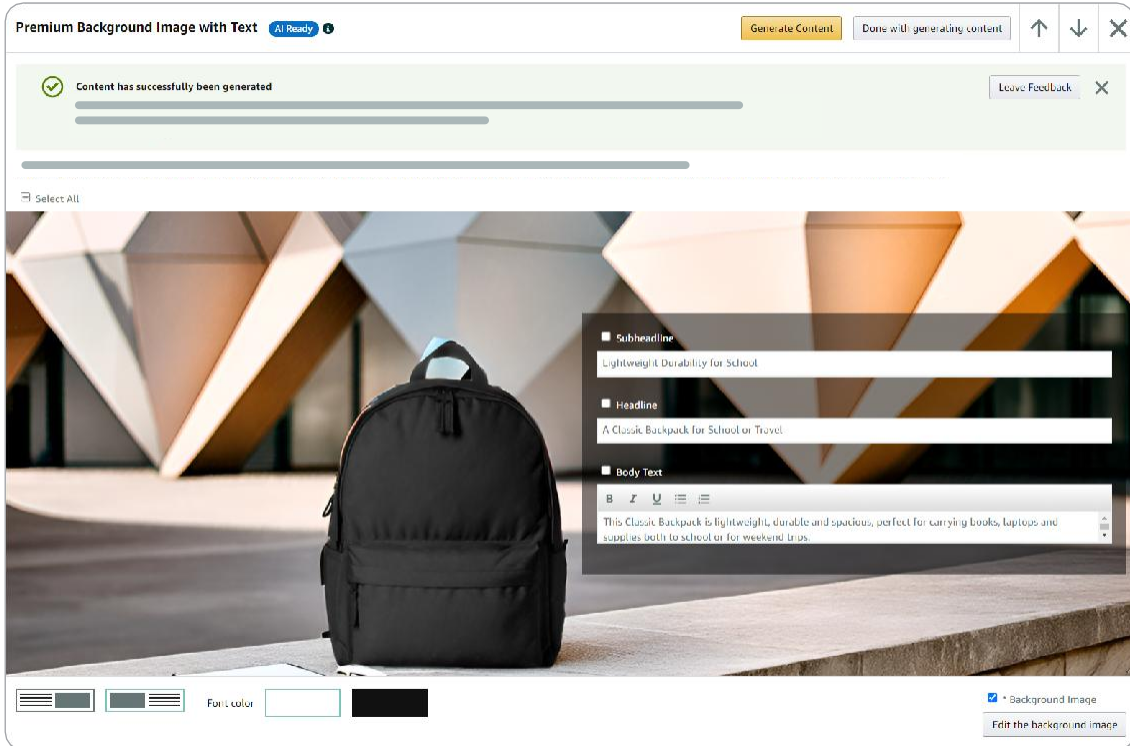 Premium Background Image with Text AI Ready i
Generate Content
Done with generating content
Content has successfully been generated
Leave Feedback
Select All
Subheadline
Lightweight Durability for School
Headline
A Classic Backpack for School or Travel
Body Text
B I U
This Classic Backpack is lightweight, durable and spacious, perfect for carrying books, laptops and
supplies both to school or for weekend trips.
Font color
* Background Image
Edit the background image